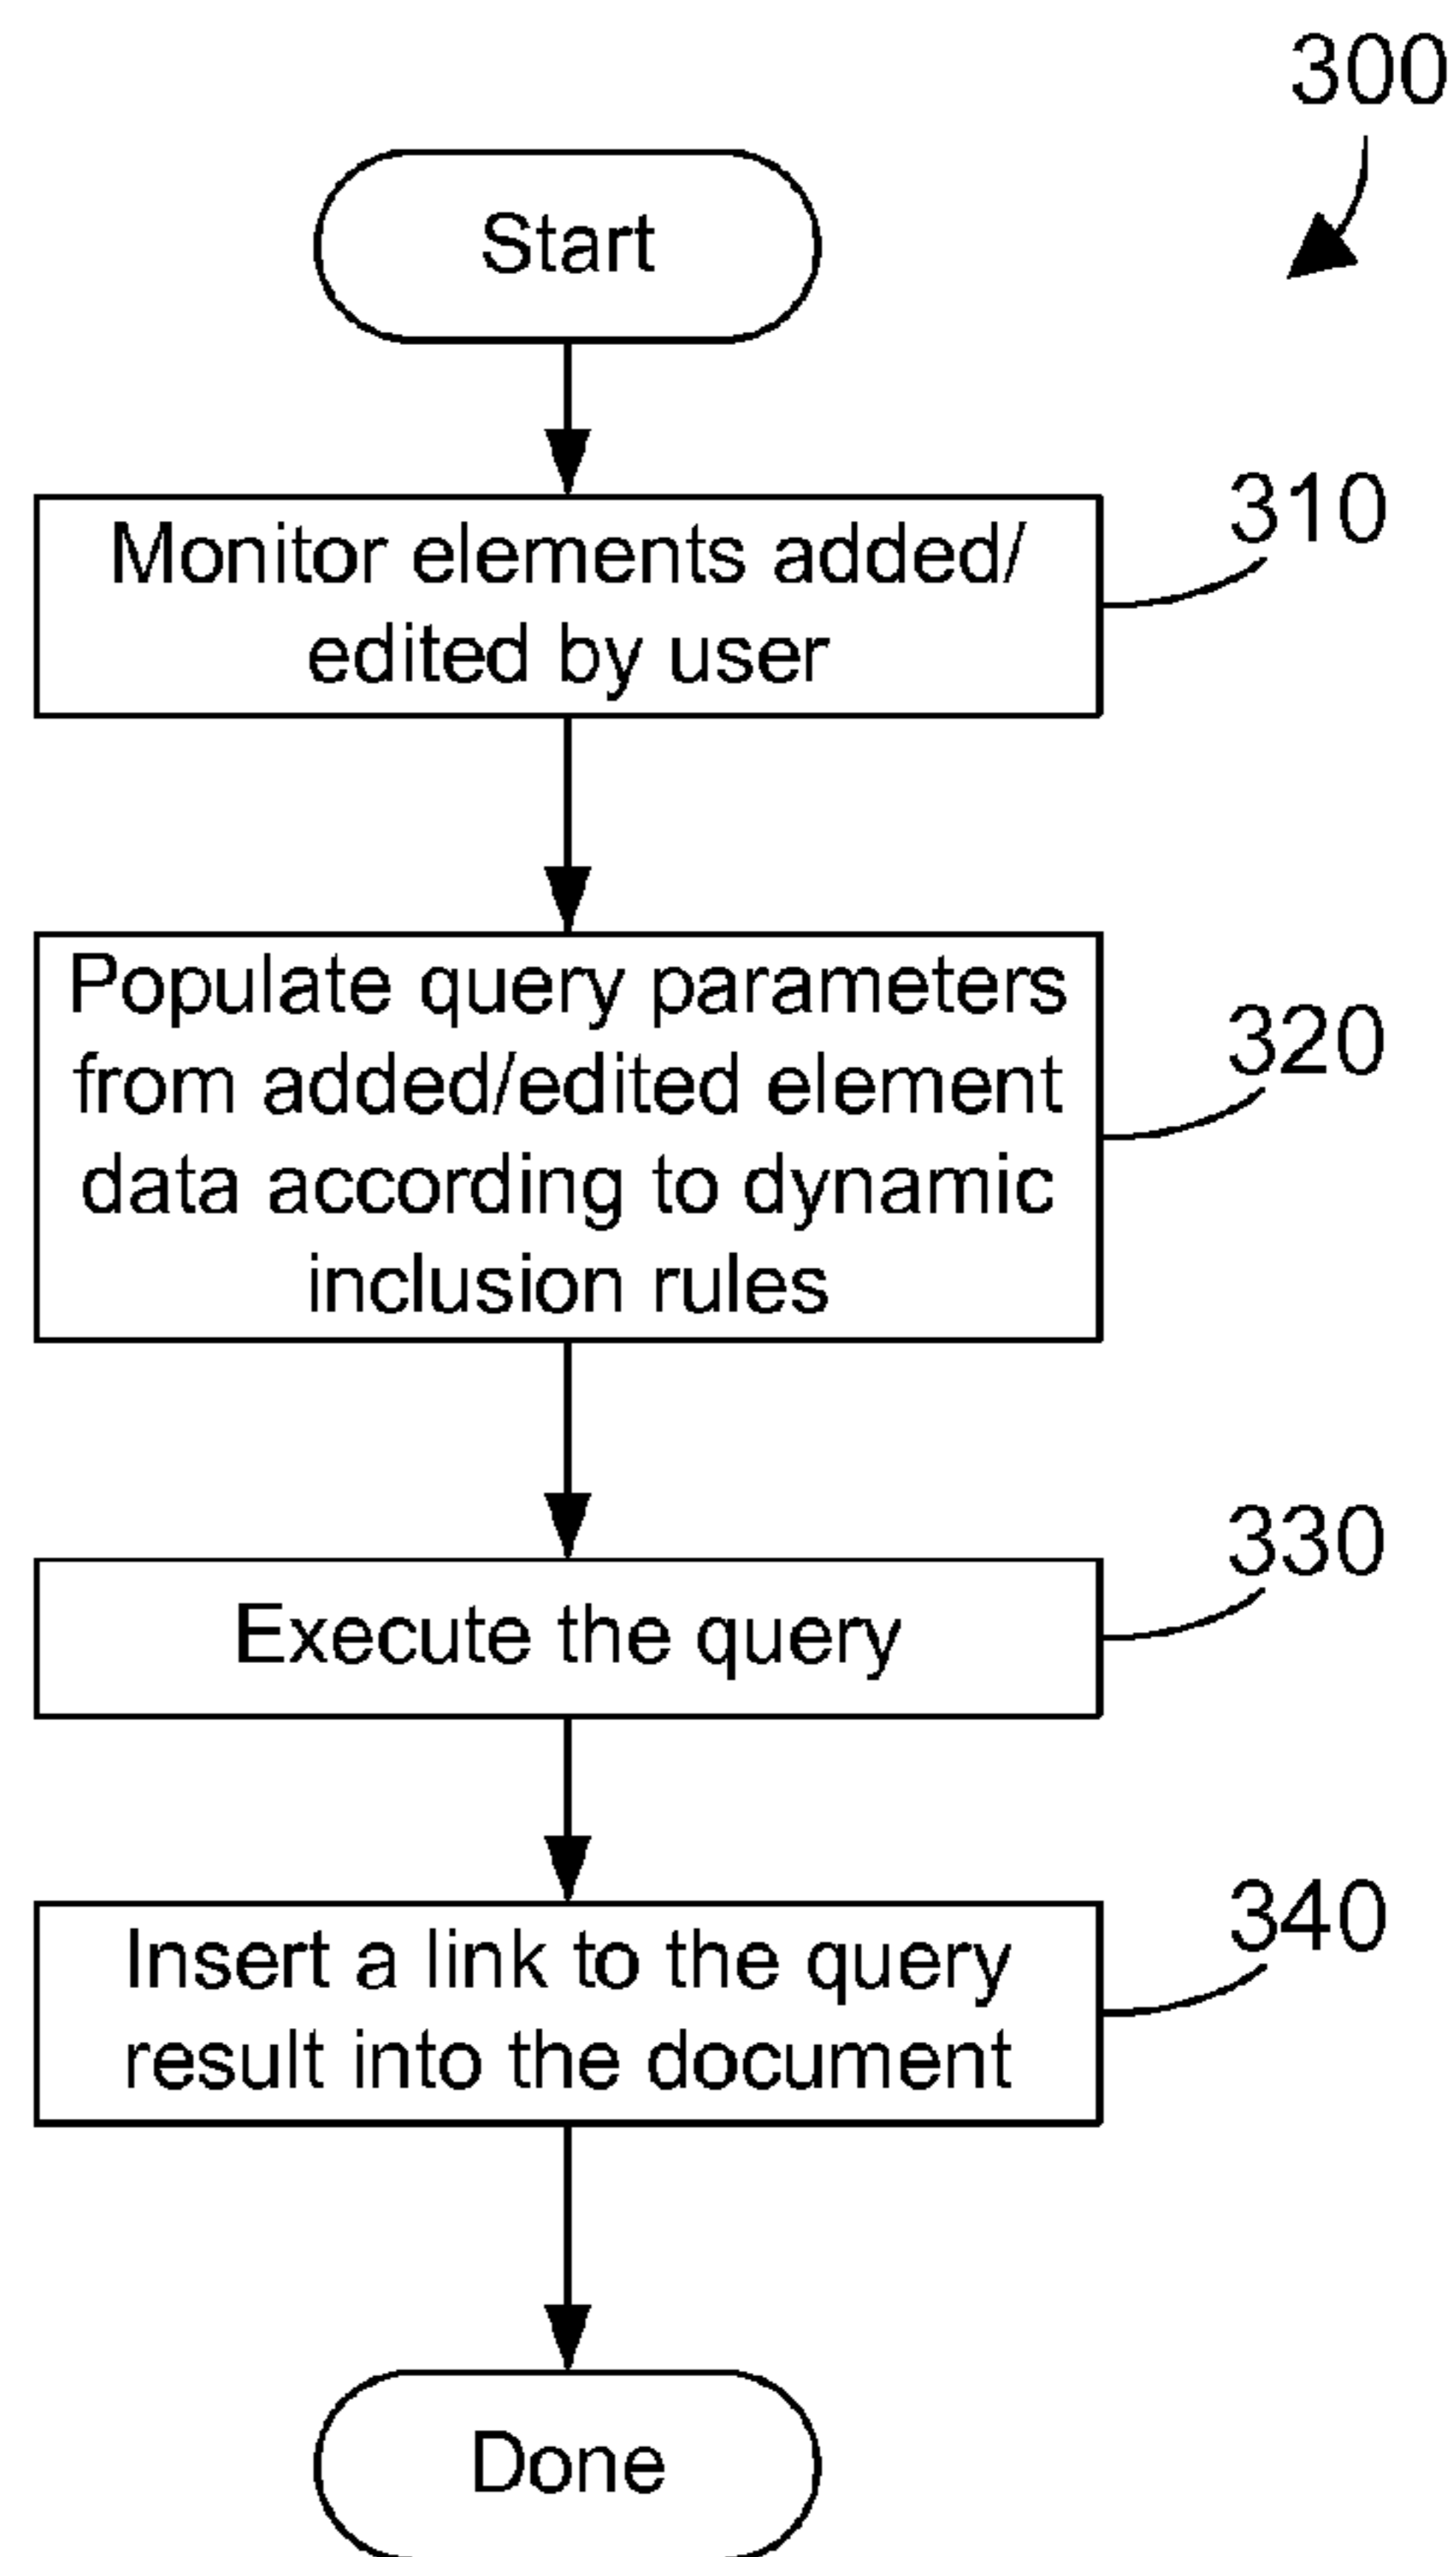 300
Start
310
Monitor elements added/
edited by user
320
Populate query parameters
from added/edited element
data according to dynamic
inclusion rules
330
Execute the query
340
Insert a link to the query
result into the document
Done